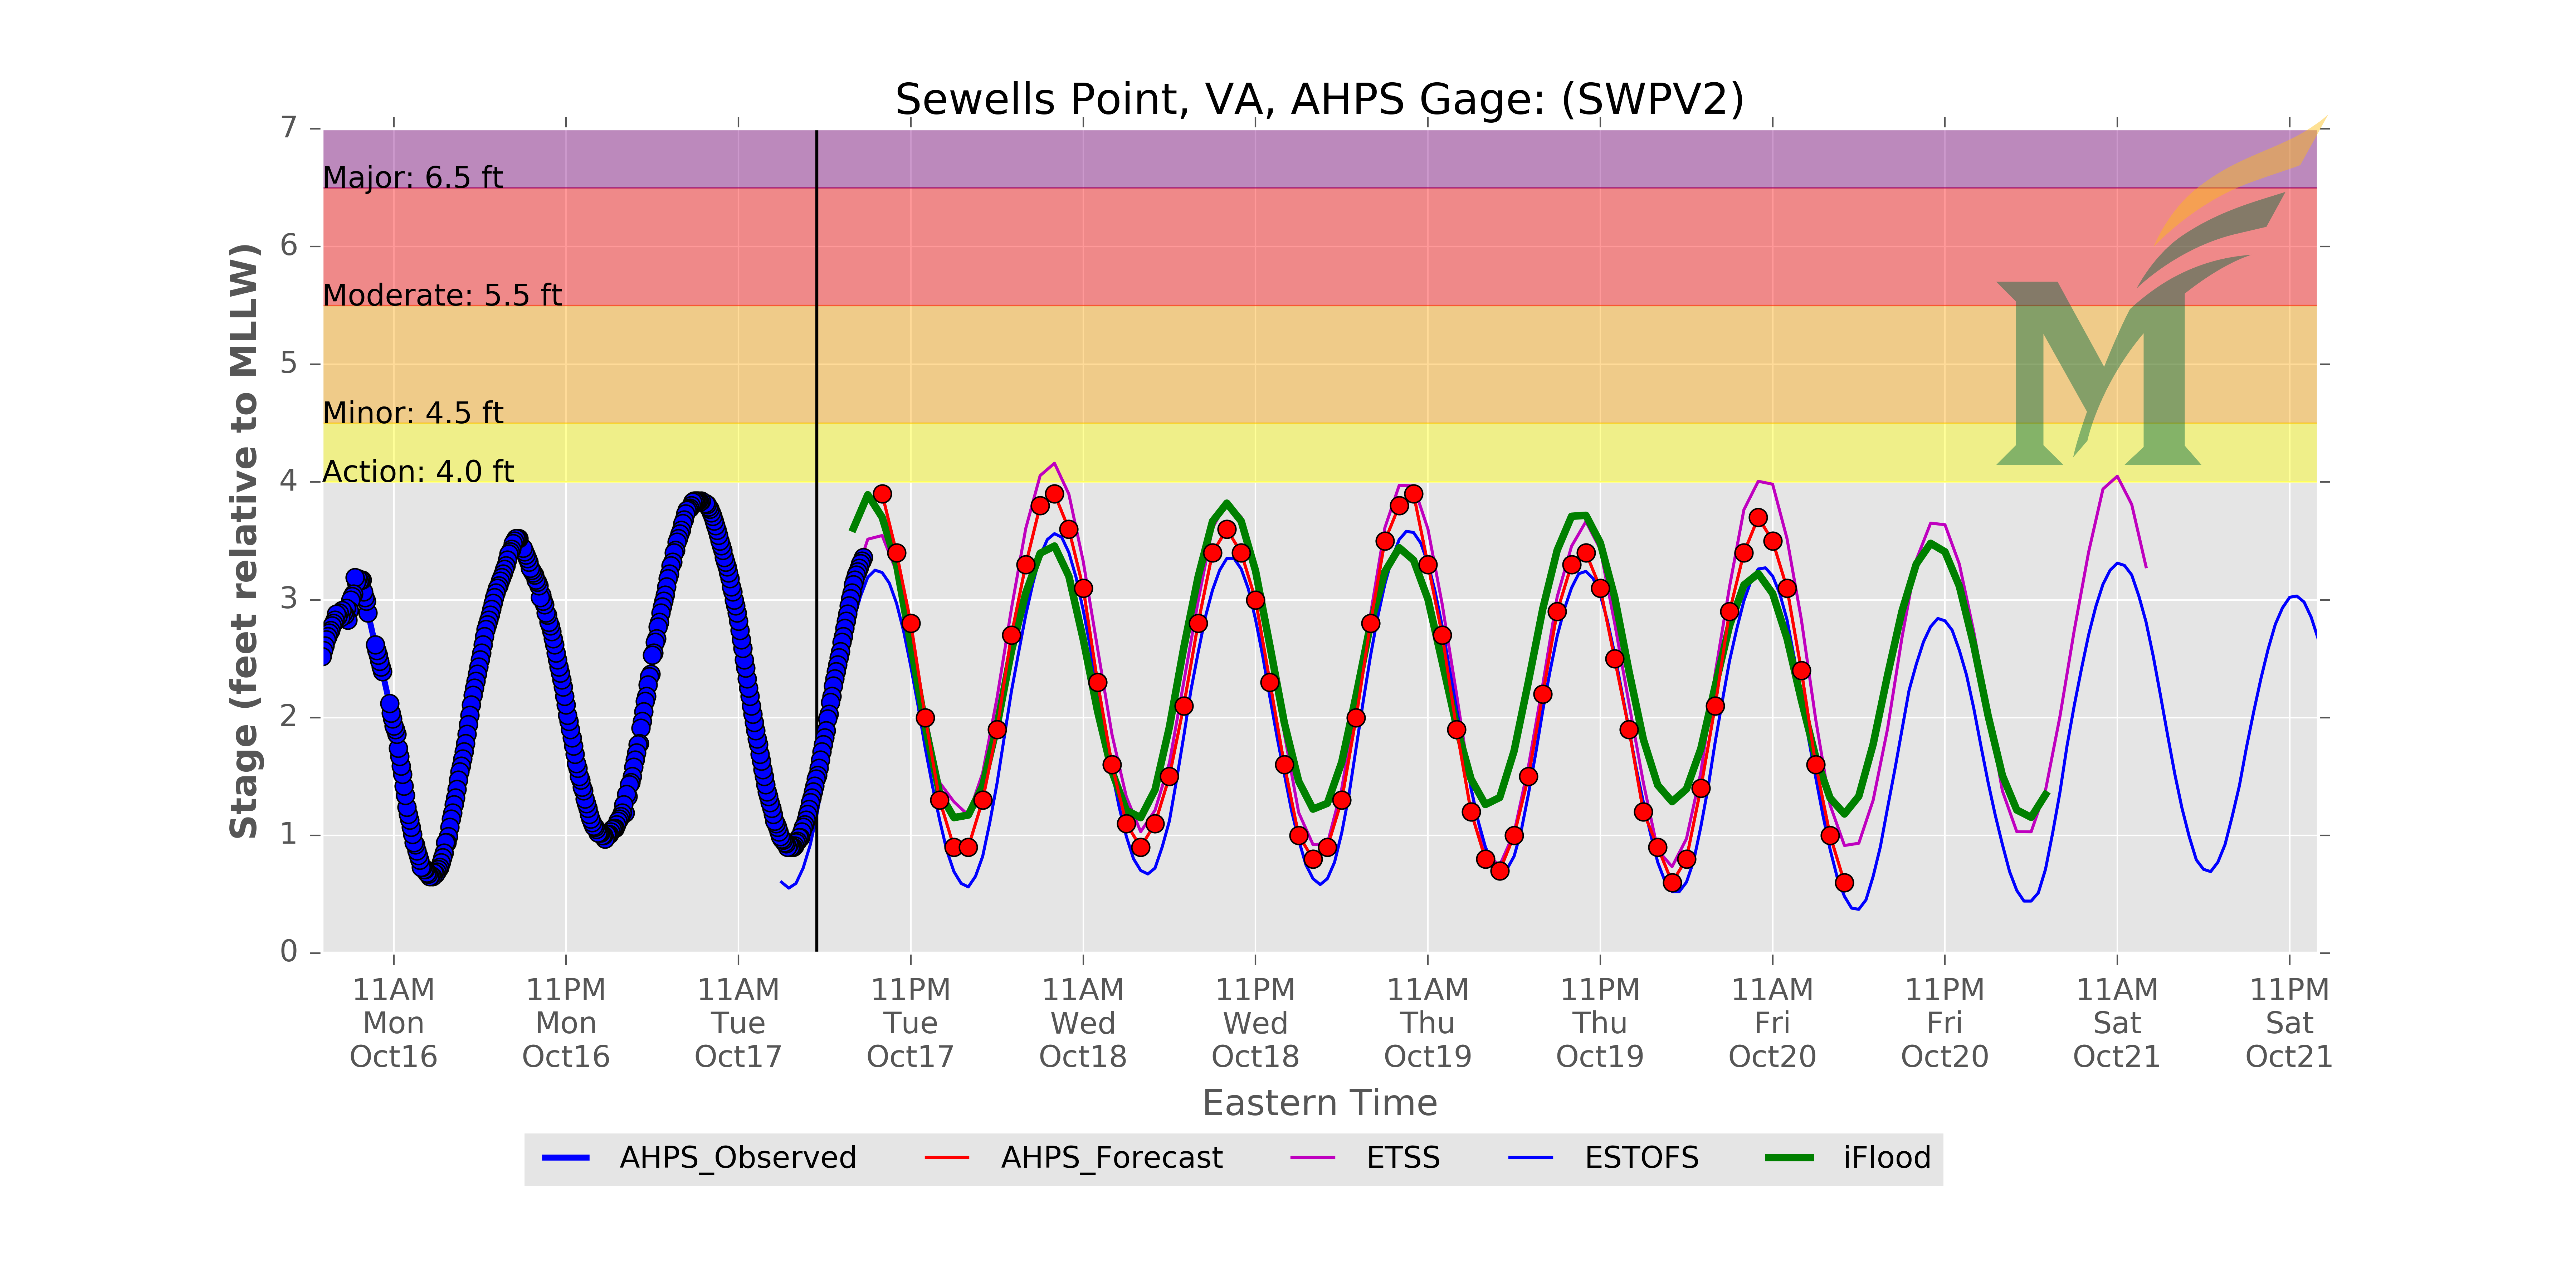 Sewells Point, VA, AHPS Gage: (SWPV2)
Stage (feet relative to MLLW)
7
6
5
4
3
2
1
0
Major: 6.5 ft
Moderate: 5.5 ft
Minor: 4.5 ft
Action: 4.0 ft
11AM 11PM 11AM 11PM 11AM 11PM 11AM 11PM 11AM 11PM 11AM 11PM
Mon Mon Tue Tue Wed Wed Thu Thu Fri Fri Sat Sat
Oct16 Oct16 Oct17 Oct17 Oct18 Oct18 Oct19 Oct19 Oct20 Oct20 Oct21 Oct21
Eastern Time
AHPS_Observed AHPS_Forecast ETSS ESTOFS iFlood
M